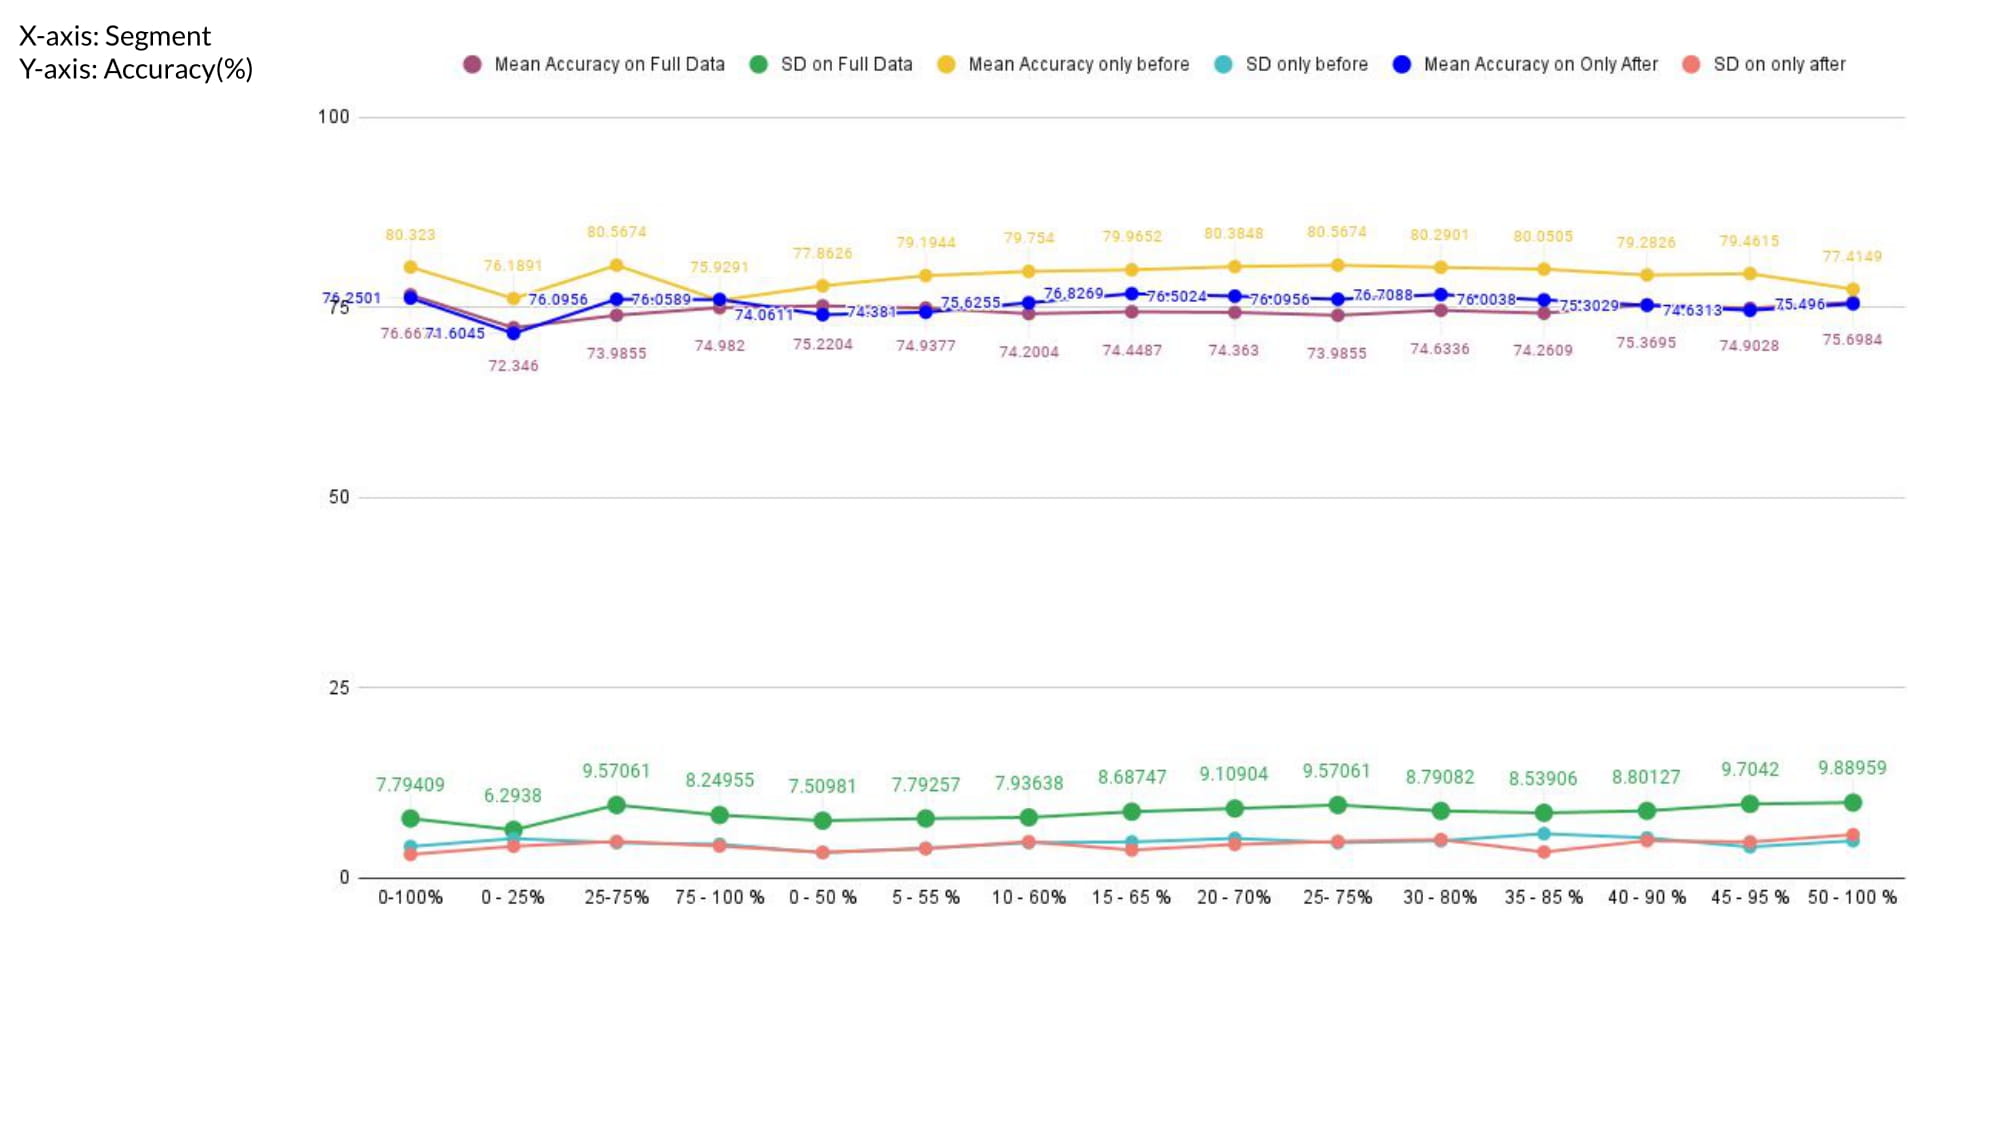 X-axis: Segment
Y-axis: Accuracy(%)
Mean Accuracy on Full Data SD on Full Data Mean Accuracy only before SD only before Mean Accuracy on Only After SD on only after
100
75
50
25
0
80.323 76.1891 80.5674 75.9291 77.8626 79.1944 79.754 79.9652 80.3848 80.5674 80.2901 80.0505 79.2826 79.4615 77.4149
76.2501 71.6045 76.0956 76.0589 74.0611 74.381 75.6255 76.8269 76.5024 76.0956 76.7088 76.0038 75.3029 74.6313 75.496
72.346 73.9855 74.982 75.2204 74.9377 74.2004 74.4487 74.363 73.9855 74.6336 74.2609 75.3695 74.9028 75.6984
7.79409 6.2938 9.57061 8.24955 7.50981 7.79257 7.93638 8.68747 9.10904 9.57061 8.79082 8.53906 8.80127 9.7042 9.88959
0-100% 0 - 25% 25-75% 75 - 100 % 0 - 50 % 5 - 55 % 10 - 60% 15 - 65 % 20 - 70% 25- 75% 30 - 80% 35 - 85 % 40 - 90 % 45 - 95 % 50 - 100 %